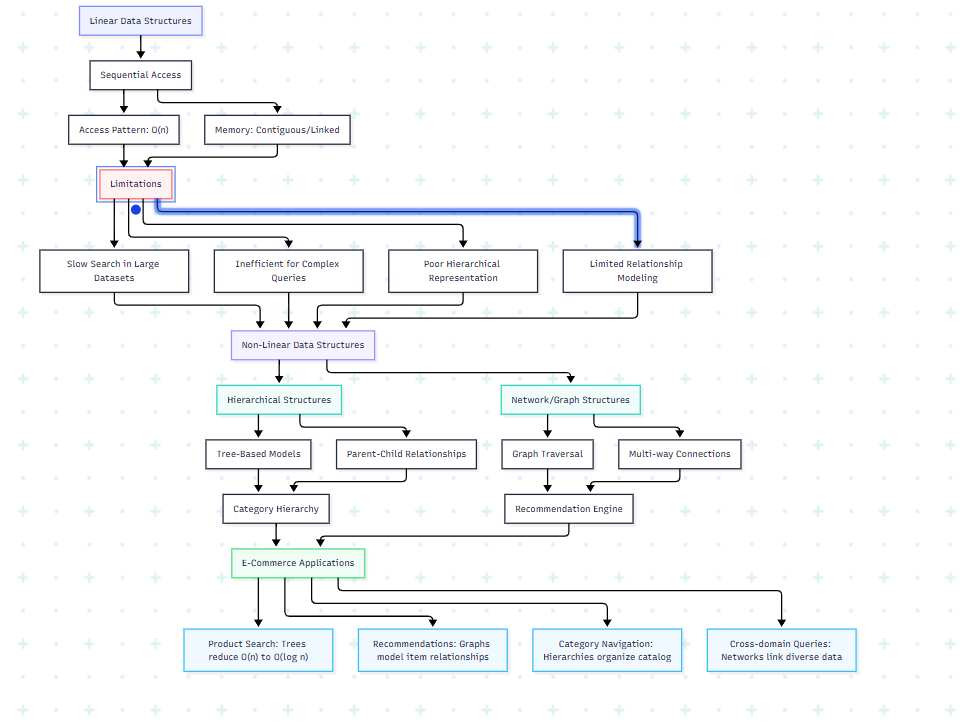 Linear Data Structures
Sequential Access
Access Pattern: O(n)
Memory: Contiguous/Linked
Limitations
Slow Search in Large
Datasets
Inefficient for Complex
Queries
Poor Hierarchical
Representation
Limited Relationship
Modeling
Non-Linear Data Structures
Hierarchical Structures
Network/Graph Structures
Tree-Based Models
Parent-Child Relationships
Graph Traversal
Multi-way Connections
Category Hierarchy
Recommendation Engine
E-Commerce Applications
Product Search: Trees
reduce O(n) to O(log n)
Recommendations: Graphs
model item relationships
Category Navigation:
Hierarchies organize catalog
Cross-domain Queries:
Networks link diverse data